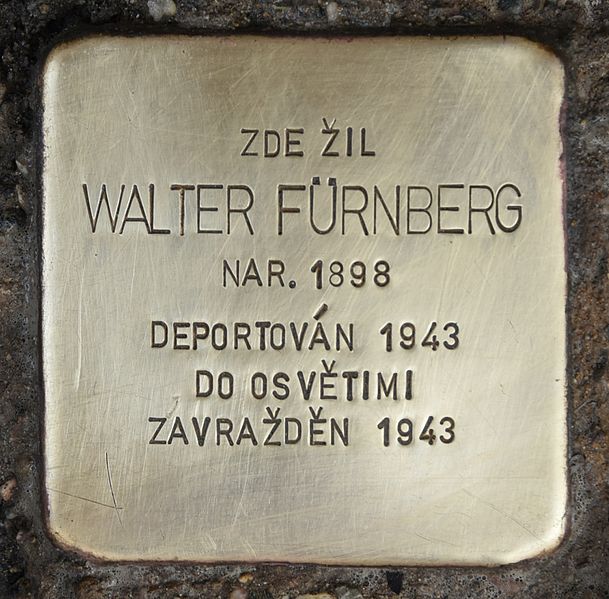 ZDE ŽIL
WALTER FÜRNBERG
NAR. 1898
DEPORTOVÁN 1943
DO OSVĚTIMI
ZAVRAŽDĚN 1943